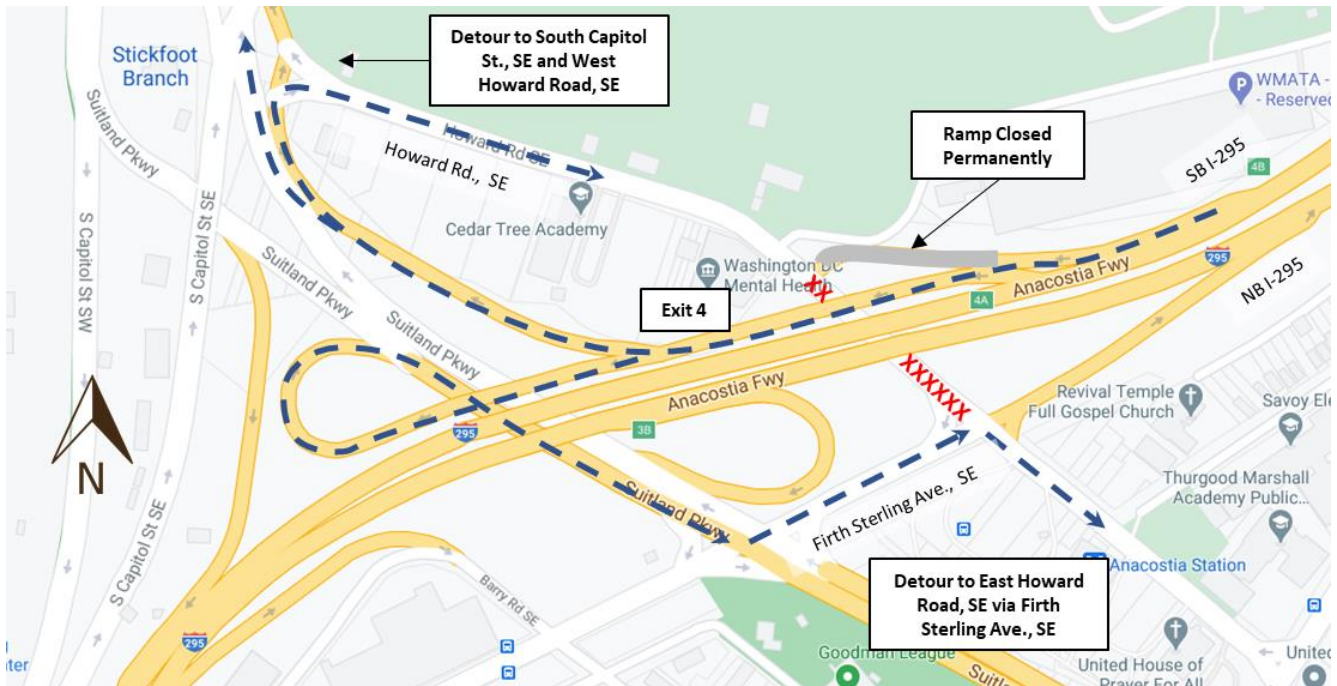 Detour to South Capitol
St., SE and West
Howard Road, SE
Stickfoot
Branch
WMATA -
- Reserved
Ramp Closed
Permanently
Suitland Pkwy
Howard Rd SE
Howard Rd., SE
SB I-295
4B
Cedar Tree Academy
S Capitol St SW
S Capitol St SE
Suitland Pkwy
Washington DC
Mental Health
XX
Anacostia Fwy
295
NB I-295
Exit 4
4A
Suitland Pkwy
XXXXXX
Anacostia Fwy
Revival Temple
Full Gospel Church
Savoy Ele
295
3B
N
Thurgood Marshall
Academy Public...
Suitland Pkwy
Firth Sterling Ave., SE
S Capitol St SE
Anacostia Station
Barry Rd SE
Detour to East Howard
Road, SE via Firth
Sterling Ave., SE
295
nter
Goodman League
Suitl
United House of
Prayer For All
United